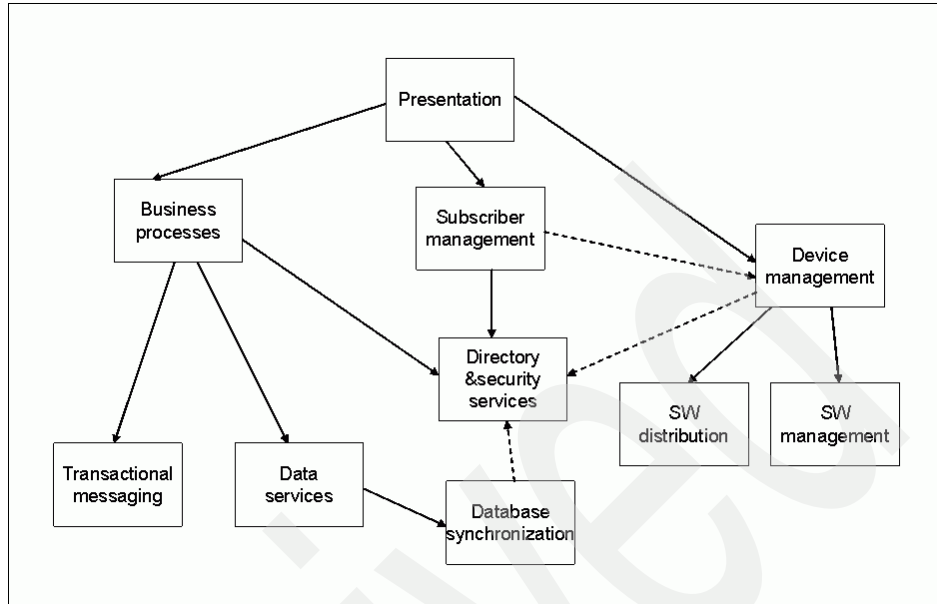 Presentation
Business
processes
Subscriber
management
Device
management
Directory
&security
services
SW
distribution
SW
management
Transactional
messaging
Data
services
Database
synchronization